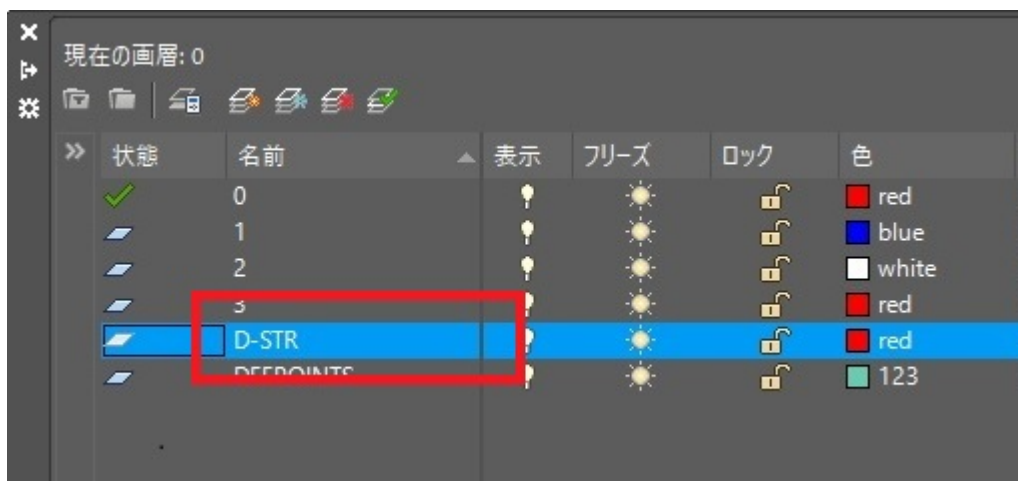 現在の画層: 0
状態 名前 表示 フリーズ ロック 色
0 red
1 blue
2 white
3 red
D-STR red
DEFPOINTS 123